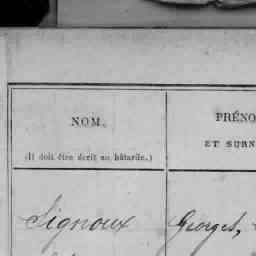 NOM.
PRÉNO
ET SURN
(Il doit être écrit en bâtarde.)
Signoux
Georges,